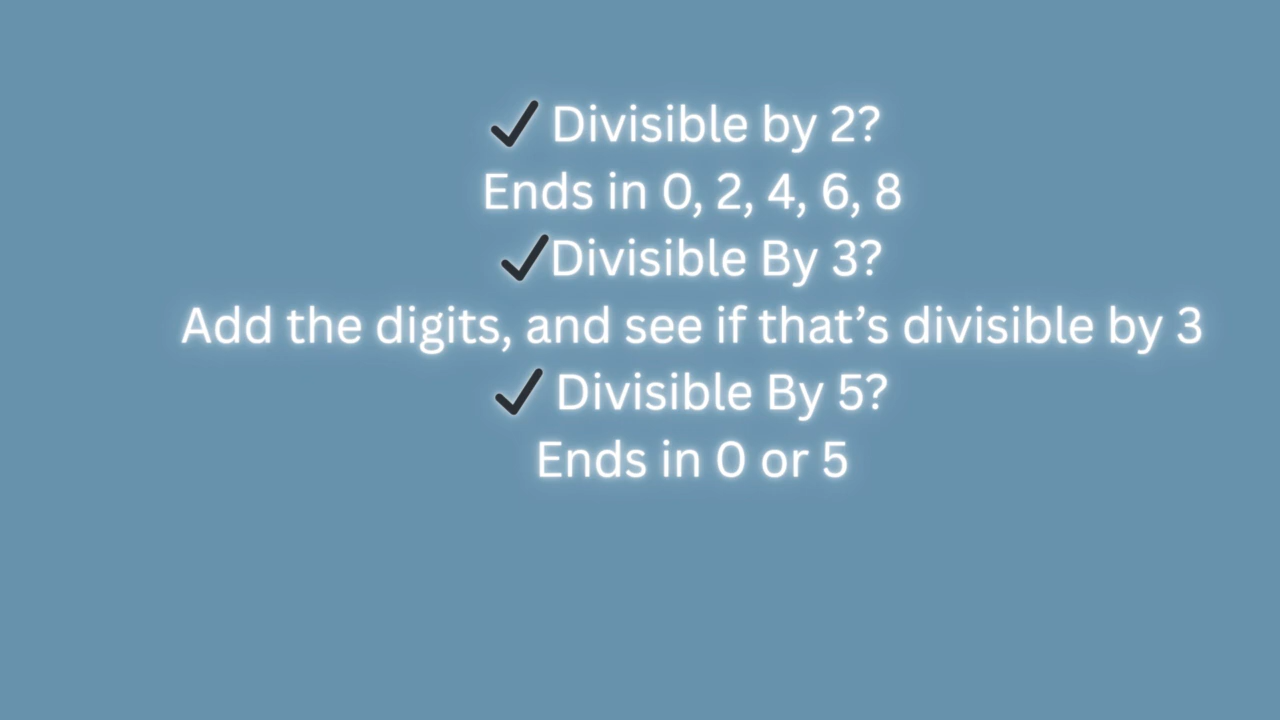 ✔ Divisible by 2?
Ends in 0, 2, 4, 6, 8
✔Divisible By 3?
Add the digits, and see if that’s divisible by 3
✔ Divisible By 5?
Ends in 0 or 5